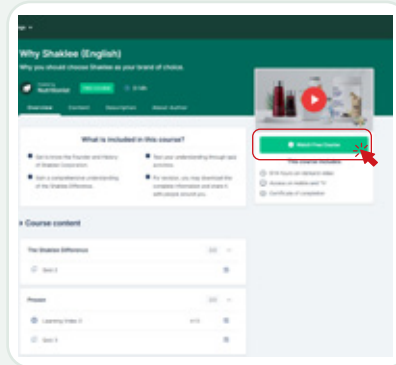 Why Shaklee (English)
Why you should choose Shaklee as your brand of choice.
Nutritionist
Overview Content Description About Author
What is included in this course?
Get to know the Founder and History
of Shaklee Corporation.
Test your understanding through quiz
activities.
Gain a comprehensive understanding
of the Shaklee Difference.
For revision, you may download the
complete information and share it
with people around you.
Watch Free Course
This course includes
Access on mobile and TV
Certificate of completion
Course content
The Shaklee Difference
Quiz 2
Proven
Learning Video 3
Quiz 3